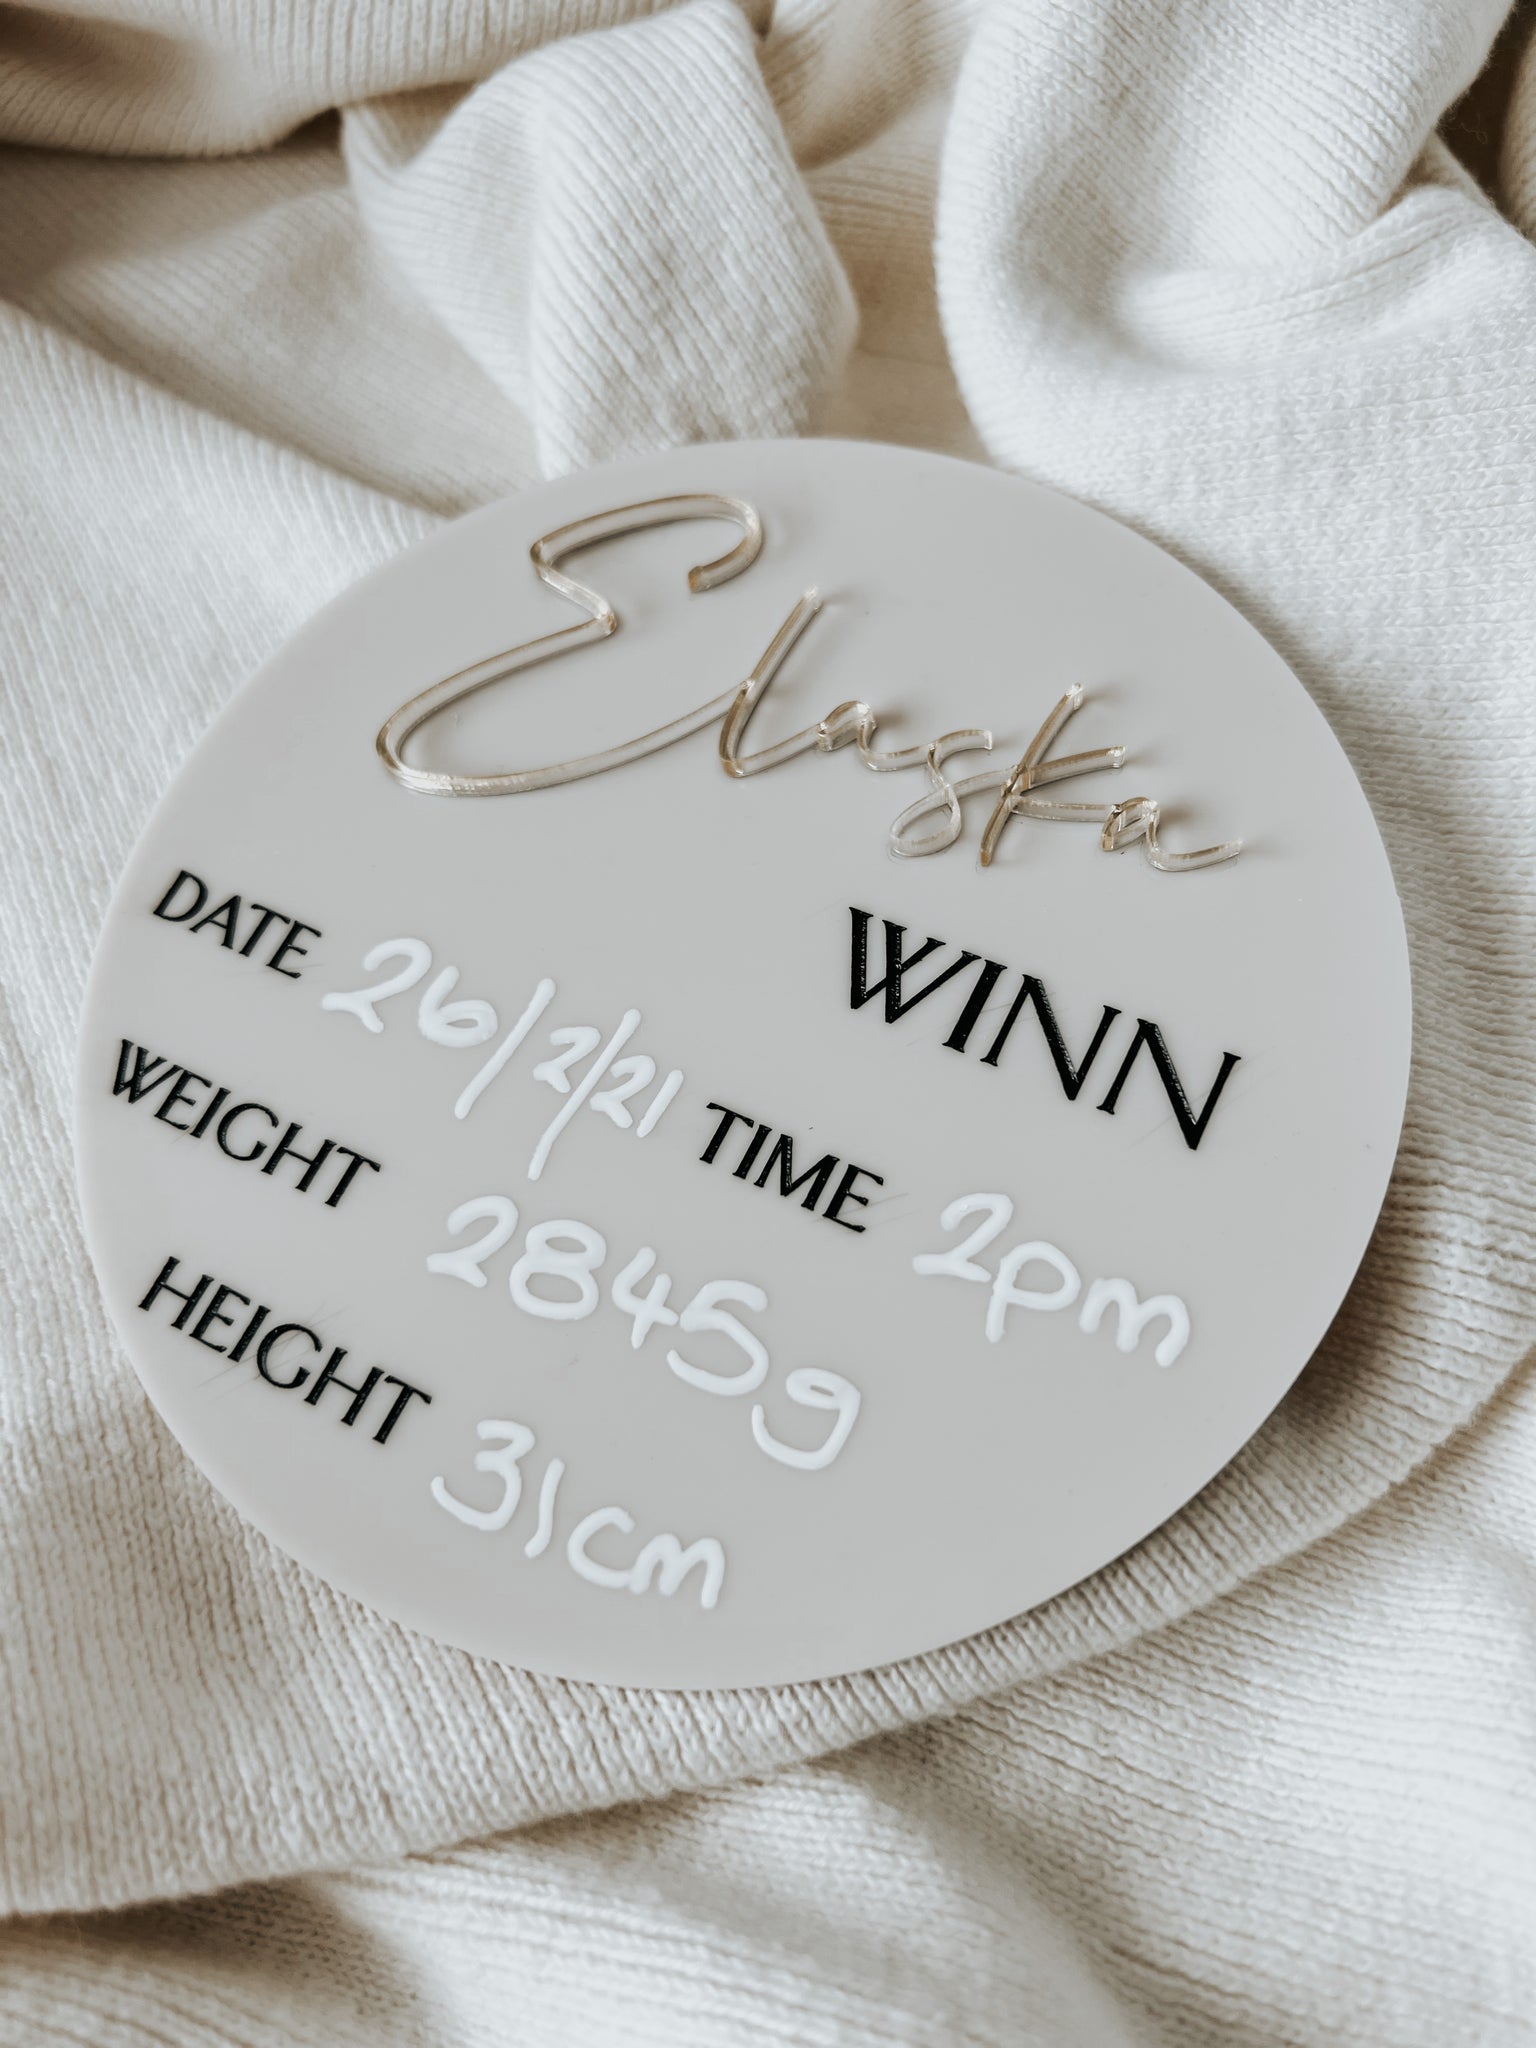 Elaska
WINN
DATE 26/2/21 TIME 2pm
WEIGHT 2845g
HEIGHT 31cm